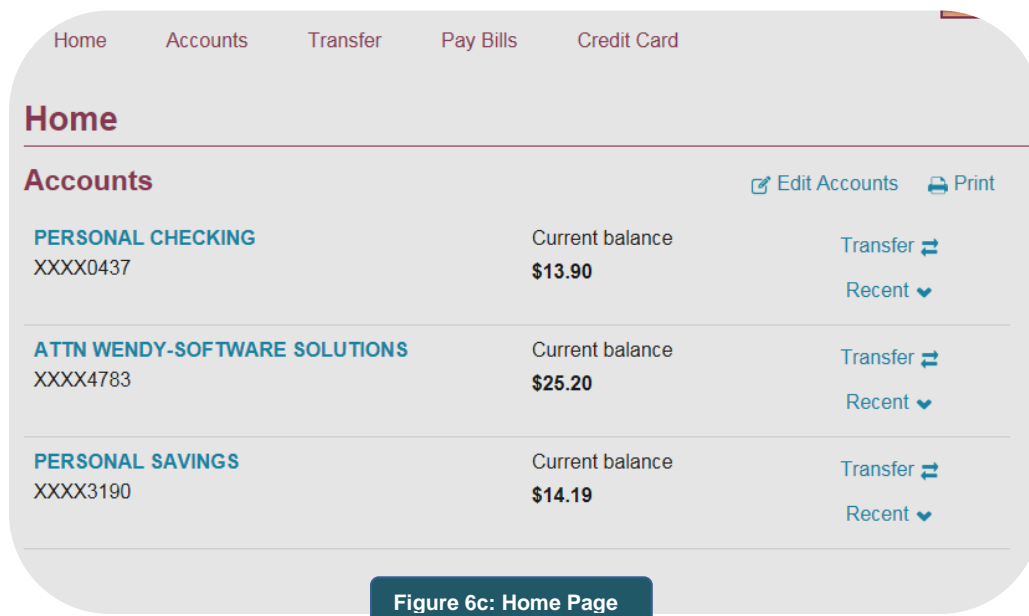 Home Accounts Transfer Pay Bills Credit Card
Home
Accounts
Edit Accounts Print
PERSONAL CHECKING
XXXX0437
Current balance
$13.90
Transfer
Recent
ATTN WENDY-SOFTWARE SOLUTIONS
XXXX4783
Current balance
$25.20
Transfer
Recent
PERSONAL SAVINGS
XXXX3190
Current balance
$14.19
Transfer
Recent
Figure 6c: Home Page